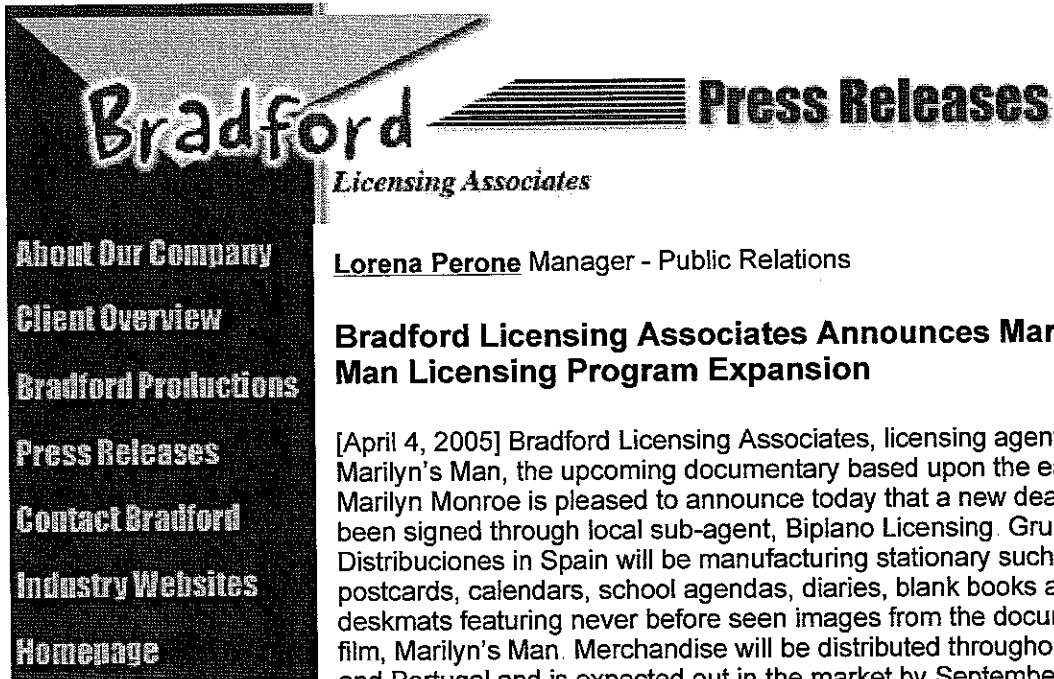 Bradford
Press Releases
Licensing Associates
About Our Company
Client Overview
Bradford Productions
Press Releases
Contact Bradford
Industry Websites
Homepage
Lorena Perone Manager - Public Relations
Bradford Licensing Associates Announces
Man Licensing Program Expansion
[April 4, 2005] Bradford Licensing Associates, licensing
Marilyn's Man, the upcoming documentary based upon the
Marilyn Monroe is pleased to announce today that a new
been signed through local sub-agent, Biplano Licensing.
Distribuciones in Spain will be manufacturing stationary such
postcards, calendars, school agendas, diaries, blank books
deskmats featuring never before seen images from the
film, Marilyn's Man. Merchandise will be distributed
and Portugal and is expected out in the market by